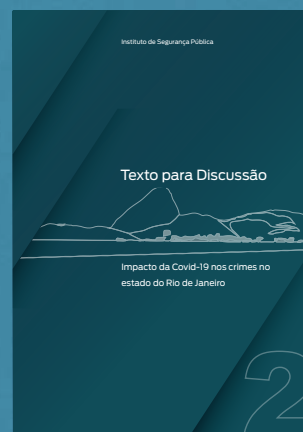 Instituto de Segurança Pública
Texto para Discussão
Impacto da Covid-19 nos crimes no
estado do Rio de Janeiro
2